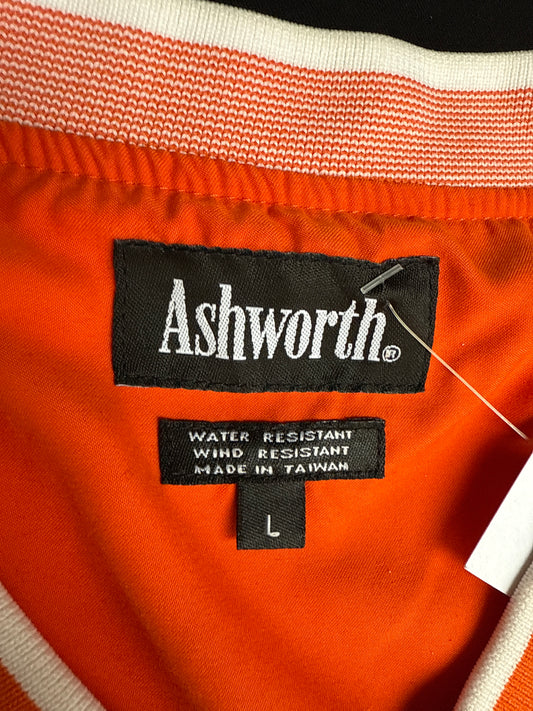 Ashworth®
WATER RESISTANT
WIND RESISTANT
MADE IN TAIWAN
L